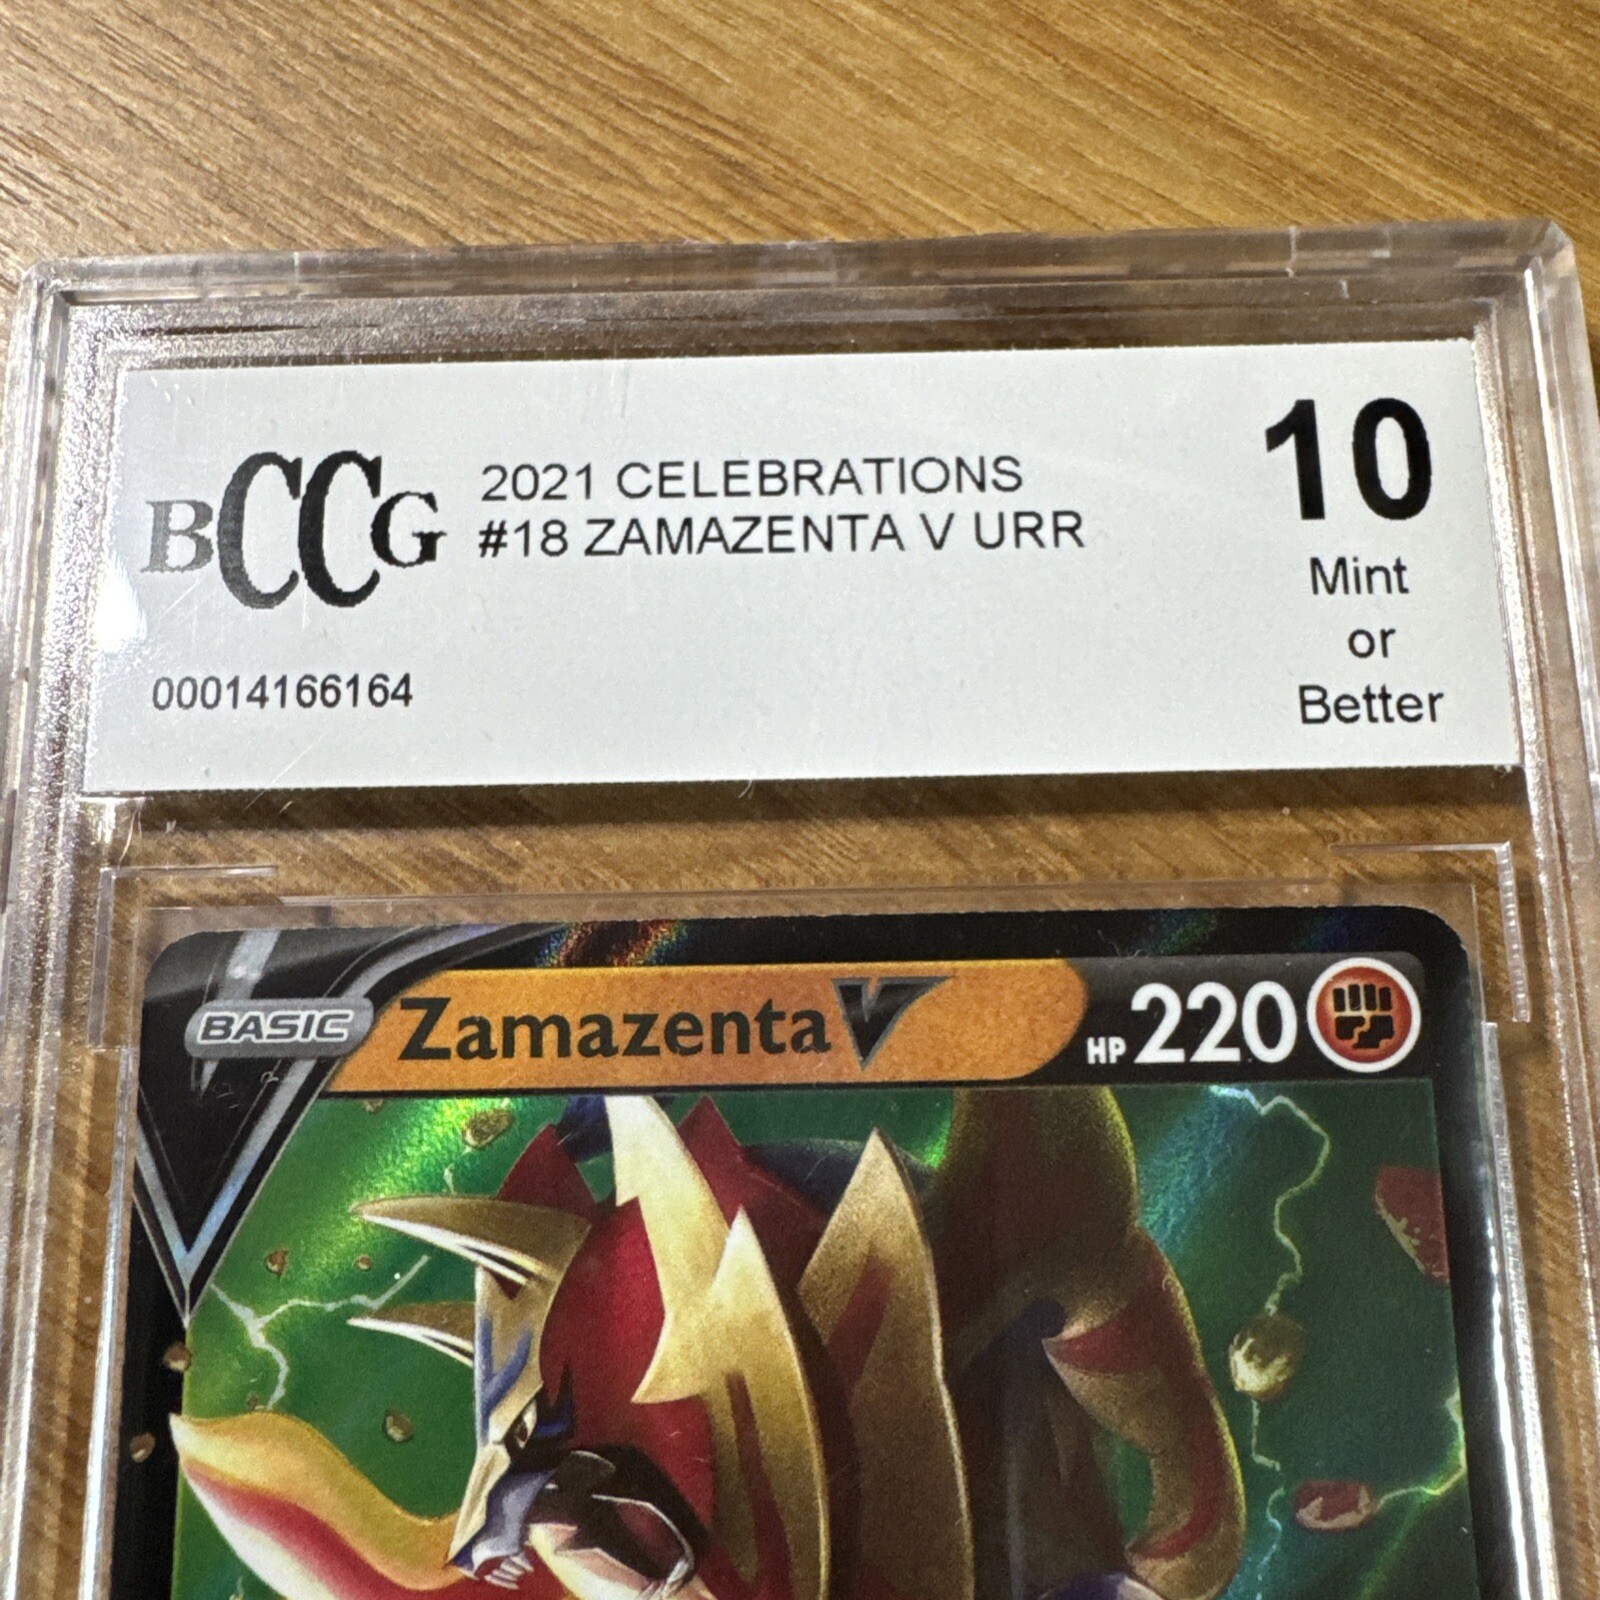 BCCG
2021 CELEBRATIONS
#18 ZAMAZENTA V URR
00014166164
10
Mint
or
Better
BASIC
Zamazenta V
HP 220